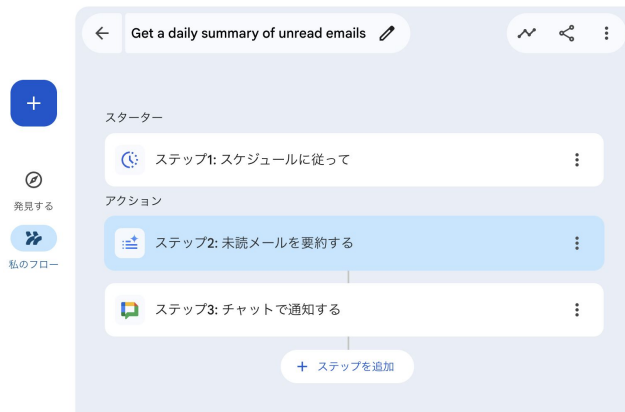 Get a daily summary of unread emails
スターター
ステップ1: スケジュールに従って
発見する
アクション
私のフロー
ステップ2: 未読メールを要約する
ステップ3: チャットで通知する
+ ステップを追加